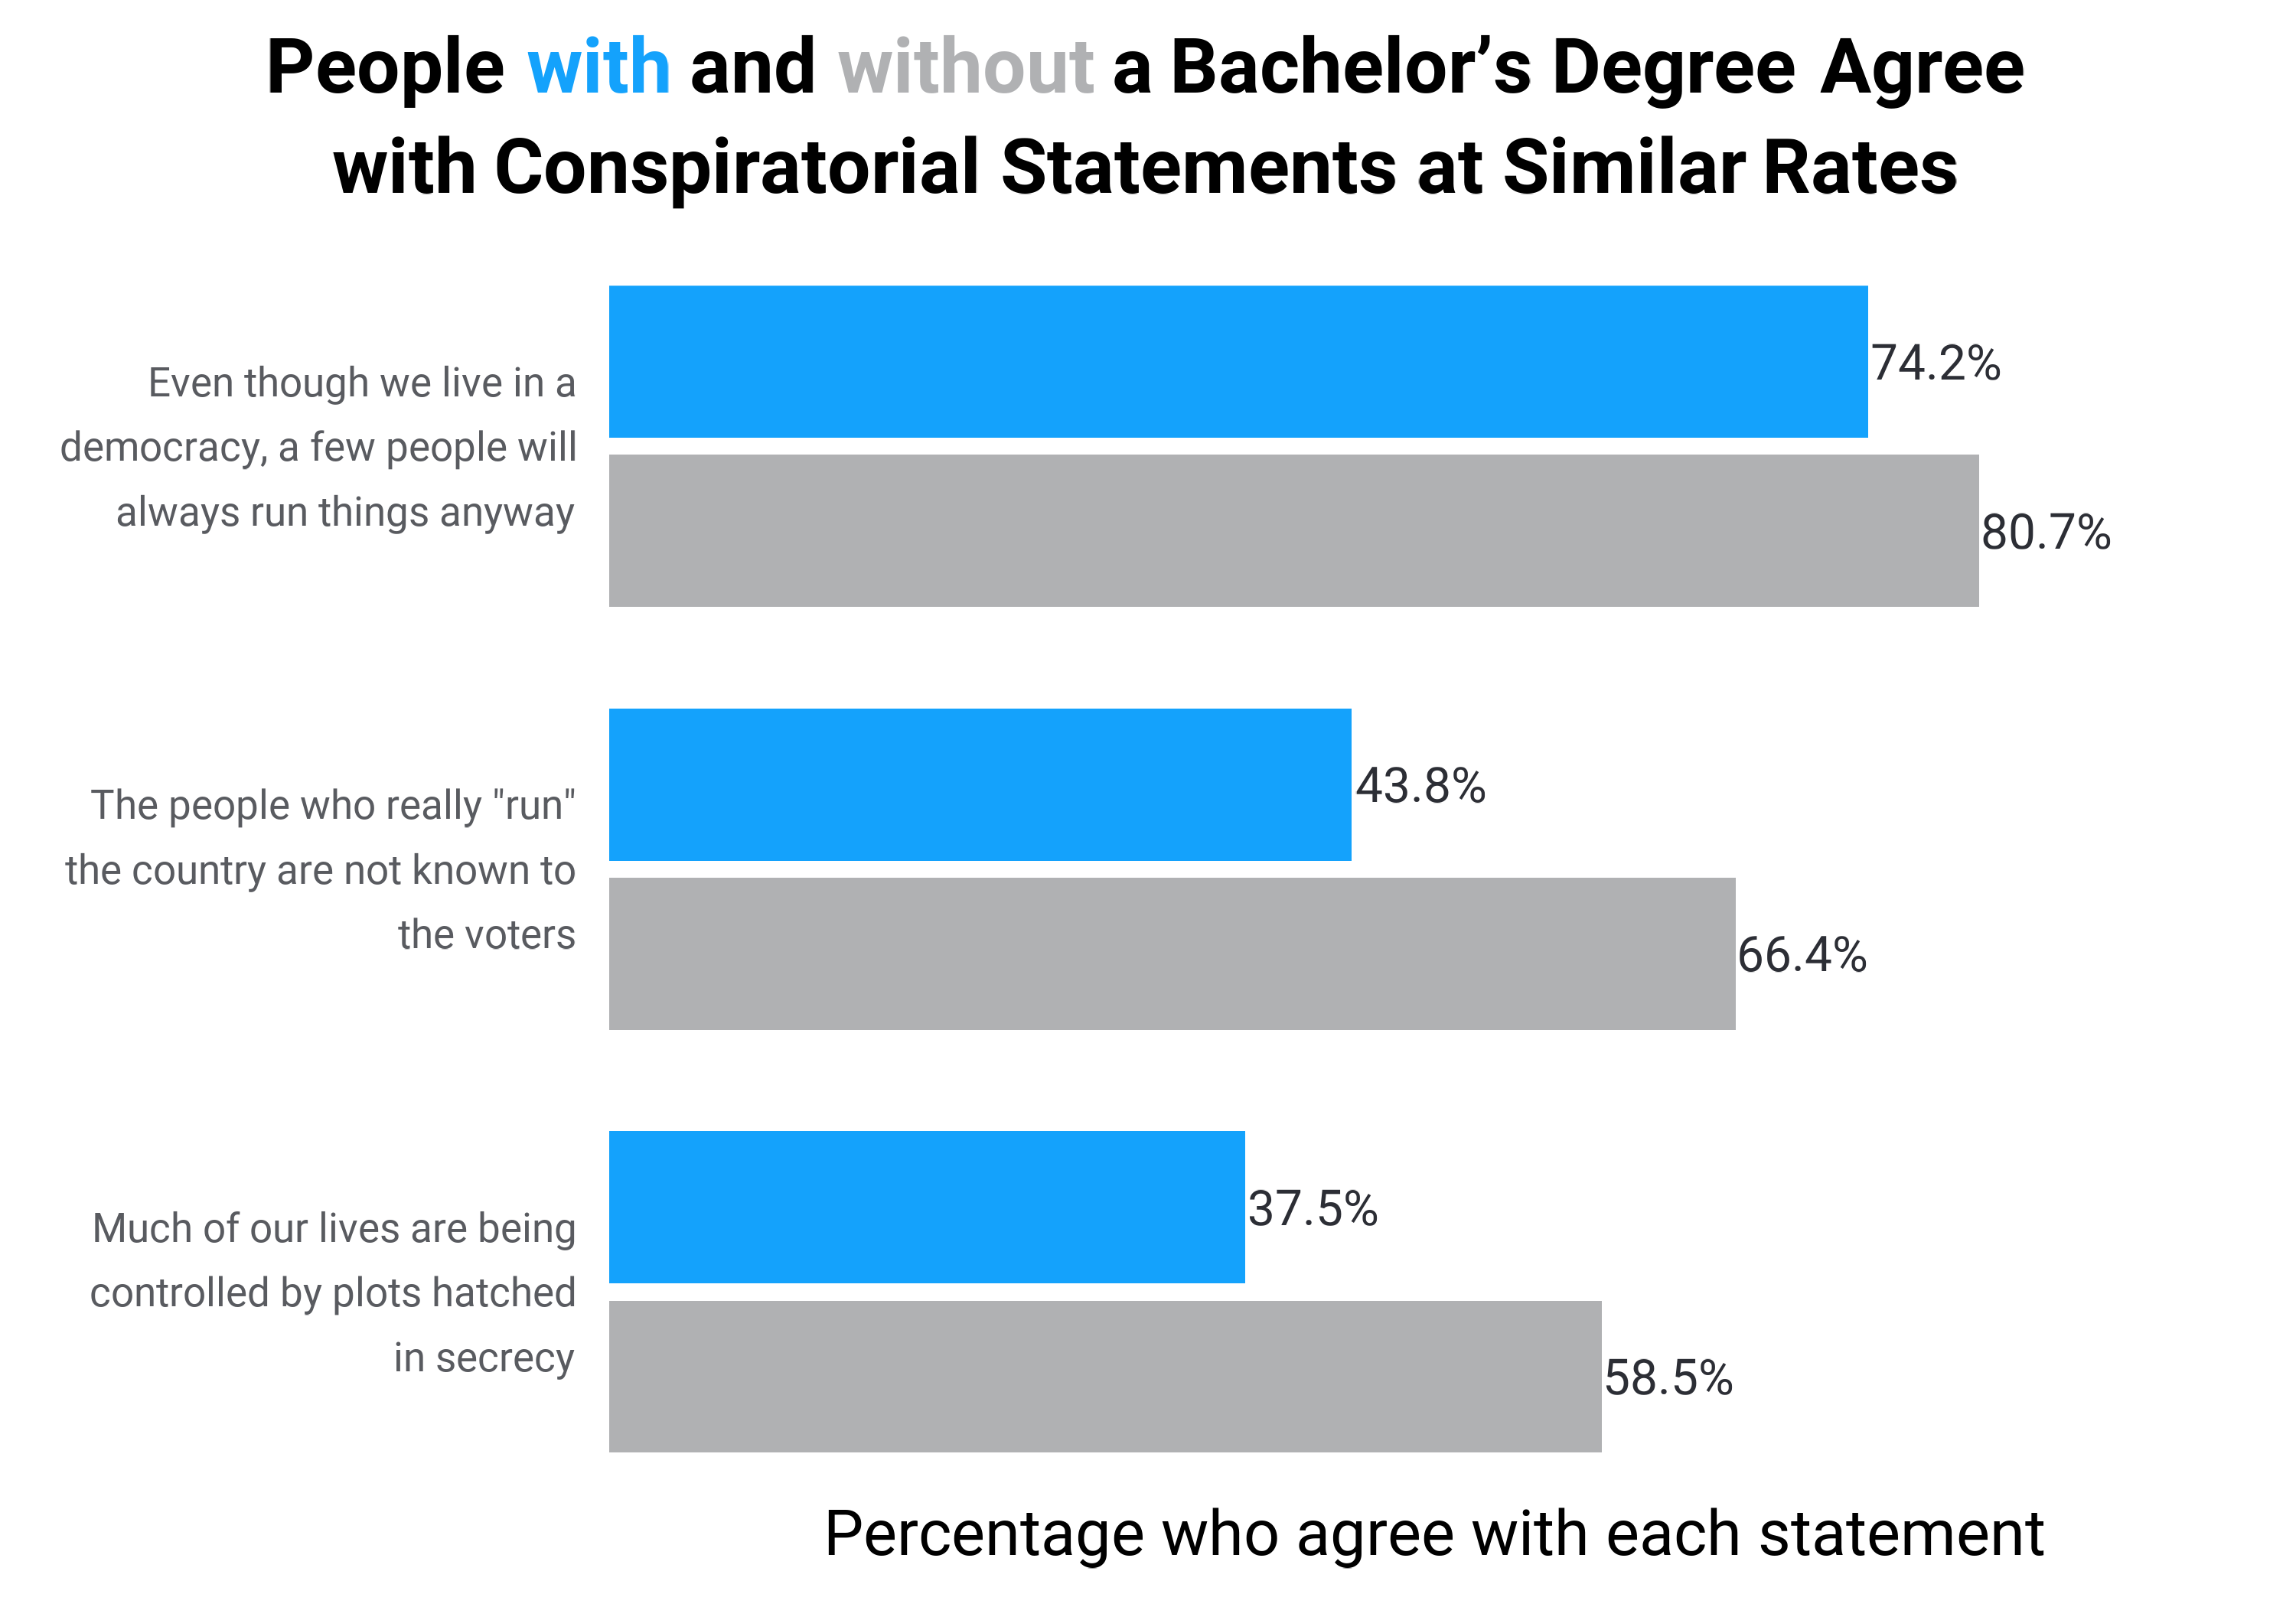 People with and without a Bachelor’s Degree Agree
with Conspiratorial Statements at Similar Rates
Even though we live in a
democracy, a few people will
always run things anyway
74.2%
80.7%
The people who really "run"
the country are not known to
the voters
43.8%
66.4%
Much of our lives are being
controlled by plots hatched
in secrecy
37.5%
58.5%
Percentage who agree with each statement